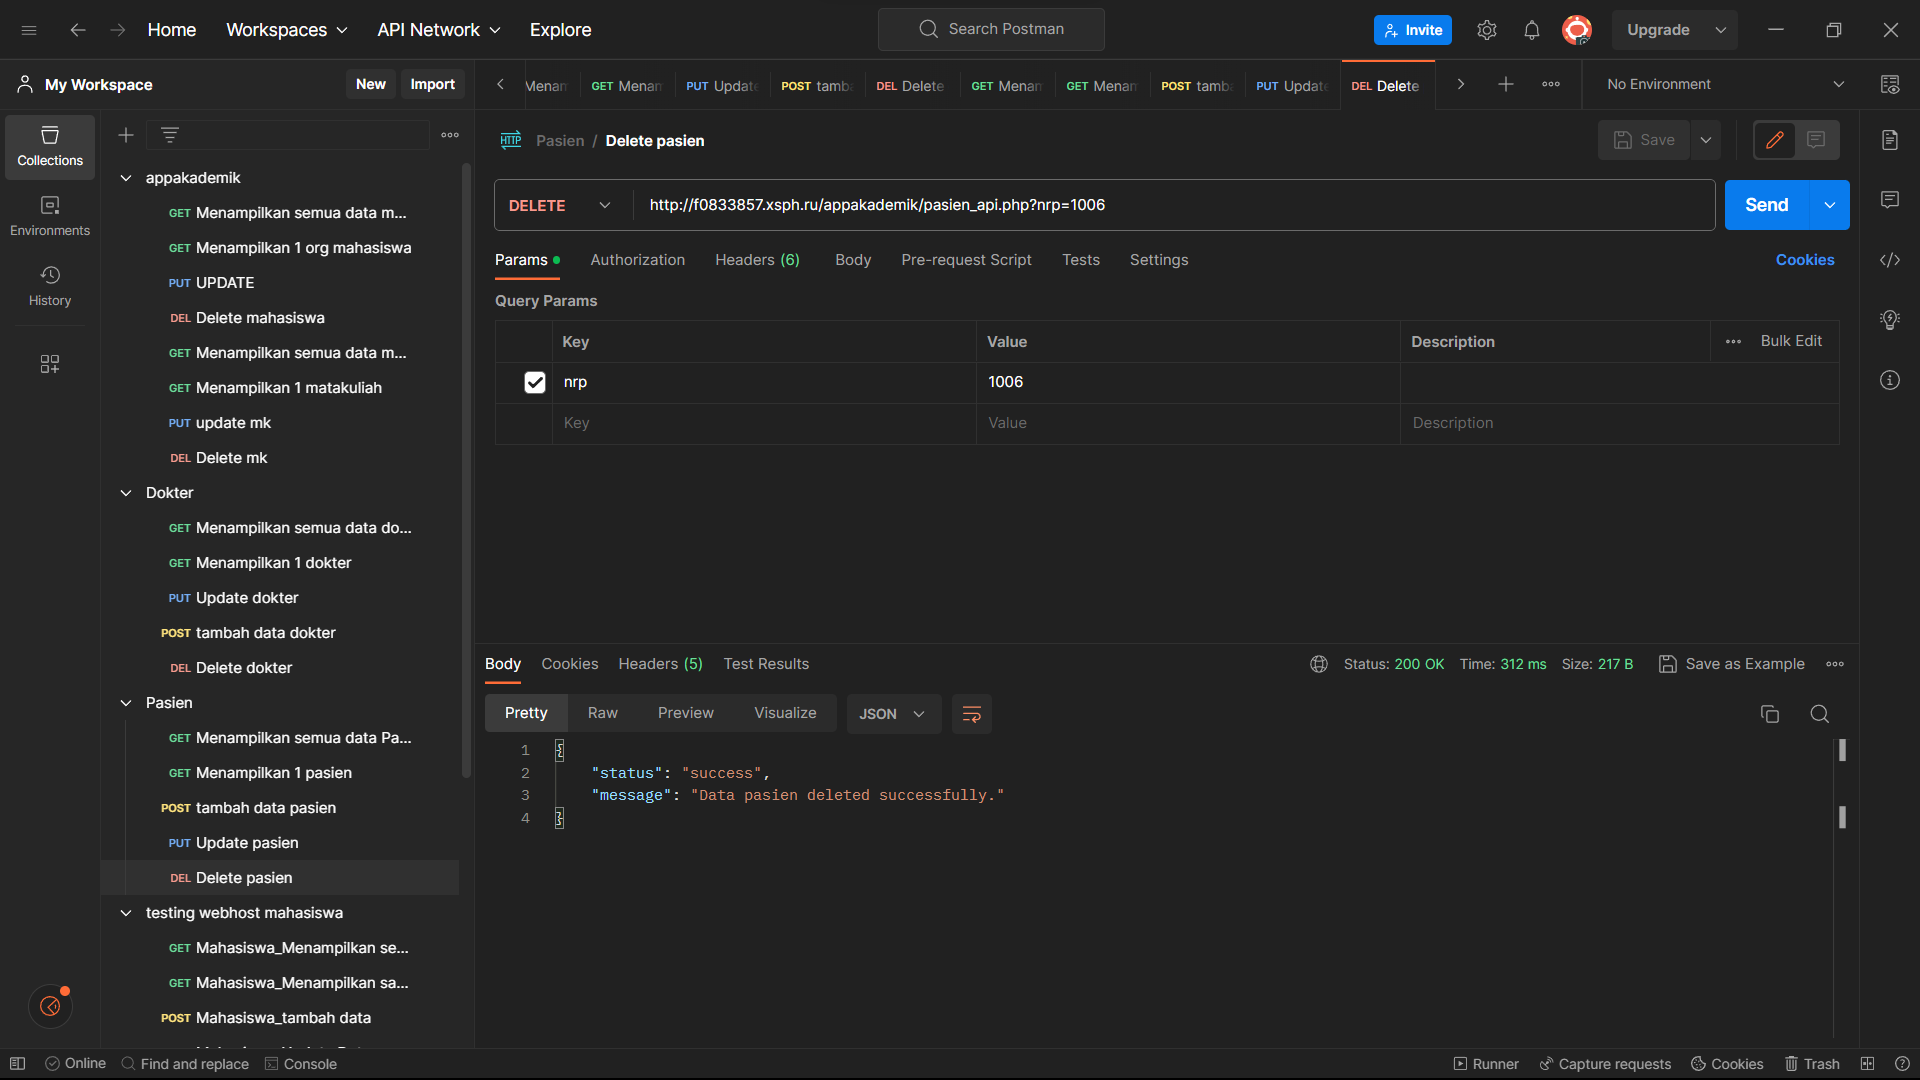 Home Workspaces API Network Explore Search Postman Invite Upgrade
My Workspace New Import Menam GET Menam PUT Update POST tamba DEL Delete GET Menam GET Menam POST tamba PUT Update DEL Delete No Environment
Collections
Environments
History
appakademik
GET Menampilkan semua data m...
GET Menampilkan 1 org mahasiswa
PUT UPDATE
DEL Delete mahasiswa
GET Menampilkan semua data m...
GET Menampilkan 1 matakuliah
PUT update mk
DEL Delete mk
Dokter
GET Menampilkan semua data do...
GET Menampilkan 1 dokter
PUT Update dokter
POST tambah data dokter
DEL Delete dokter
Pasien
GET Menampilkan semua data Pa...
GET Menampilkan 1 pasien
POST tambah data pasien
PUT Update pasien
DEL Delete pasien
testing webhost mahasiswa
GET Mahasiswa_Menampilkan se...
GET Mahasiswa_Menampilkan sa...
POST Mahasiswa_tambah data
HTTP Pasien / Delete pasien Save
DELETE http://f0833857.xsph.ru/appakademik/pasien_api.php?nrp=1006 Send
Params Authorization Headers (6) Body Pre-request Script Tests Settings Cookies
Query Params
Key Value Description Bulk Edit
nrp 1006
Key Value Description
Body Cookies Headers (5) Test Results Status: 200 OK Time: 312 ms Size: 217 B Save as Example
Pretty Raw Preview Visualize JSON
1 {
2 "status": "success",
3 "message": "Data pasien deleted successfully."
4 }
Online Find and replace Console Runner Capture requests Cookies Trash